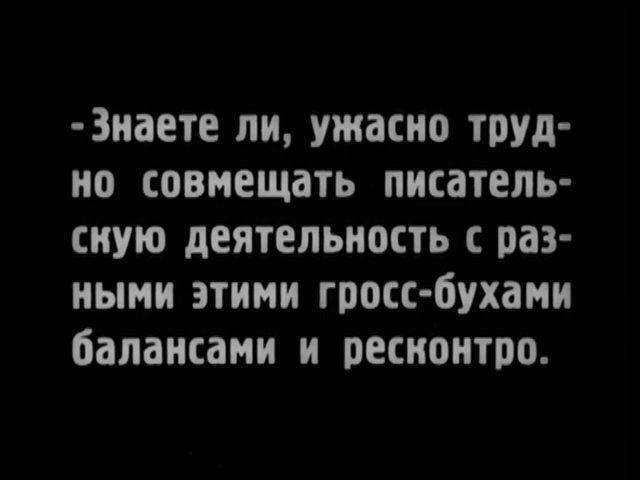 -Знаете ли, ужасно труд-
но совмещать писатель-
скую деятельность с раз-
ными этими гросс-бухами
балансами и ресконтро.